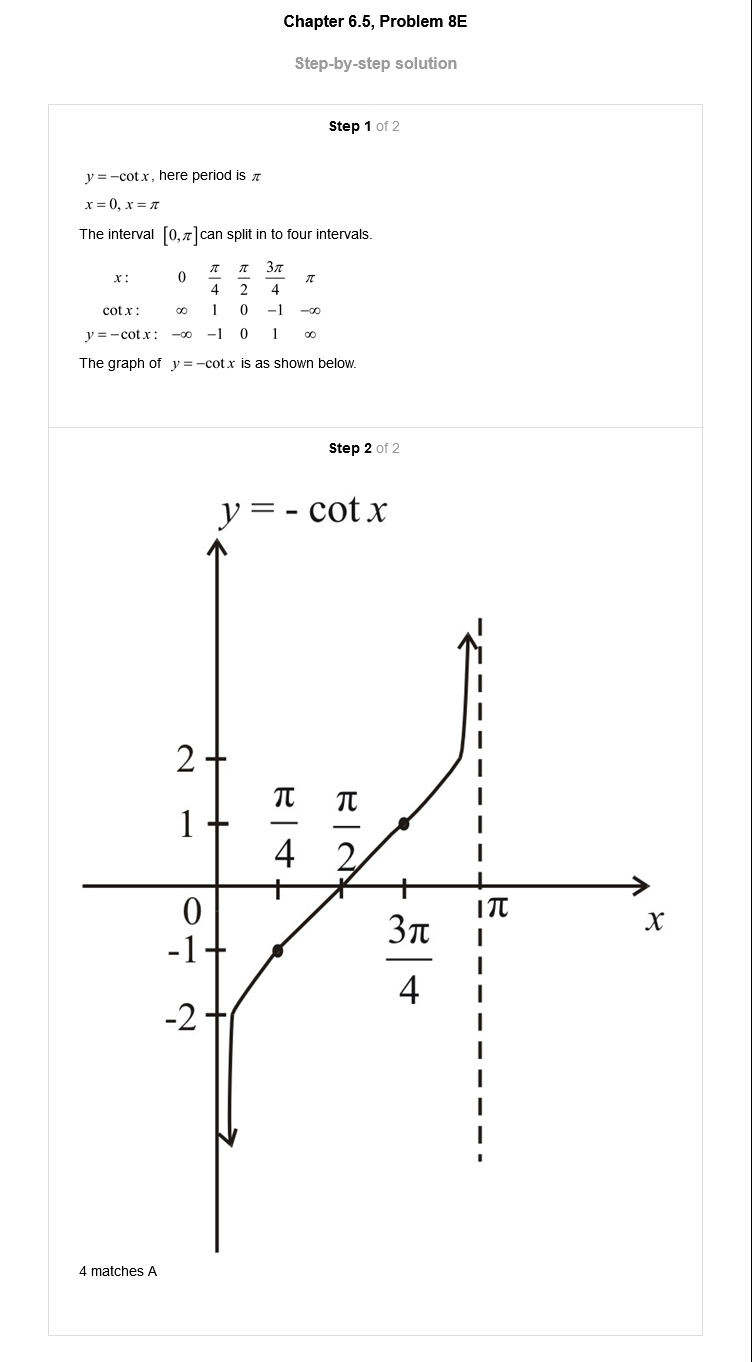 Chapter 6.5, Problem 8E
Step-by-step solution
Step 1 of 2
y = −cot x, here period is π
x = 0, x = π
The interval [0, π] can split in to four intervals.
x: 0 π/4 π/2 3π/4 π
cot x: ∞ 1 0 −1 −∞
y = −cot x: −∞ −1 0 1 ∞
The graph of y = −cot x is as shown below.
Step 2 of 2
y = - cot x
2
1
π/4 π/2
0
π
x
-1
3π/4
-2
4 matches A